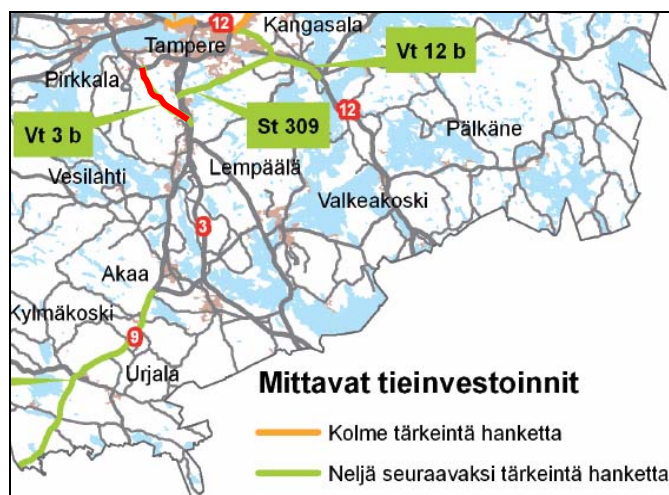 12
Kangasala
Tampere
Vt 12 b
Pirkkala
St 309
12
Vt 3 b
Pälkäne
Lempäälä
Vesilahti
Valkeakoski
3
Akaa
Kylmäkoski
9
Urjala
Mittavat tieinvestoinnit
Kolme tärkeintä hanketta
Neljä seuraavaksi tärkeintä hanketta